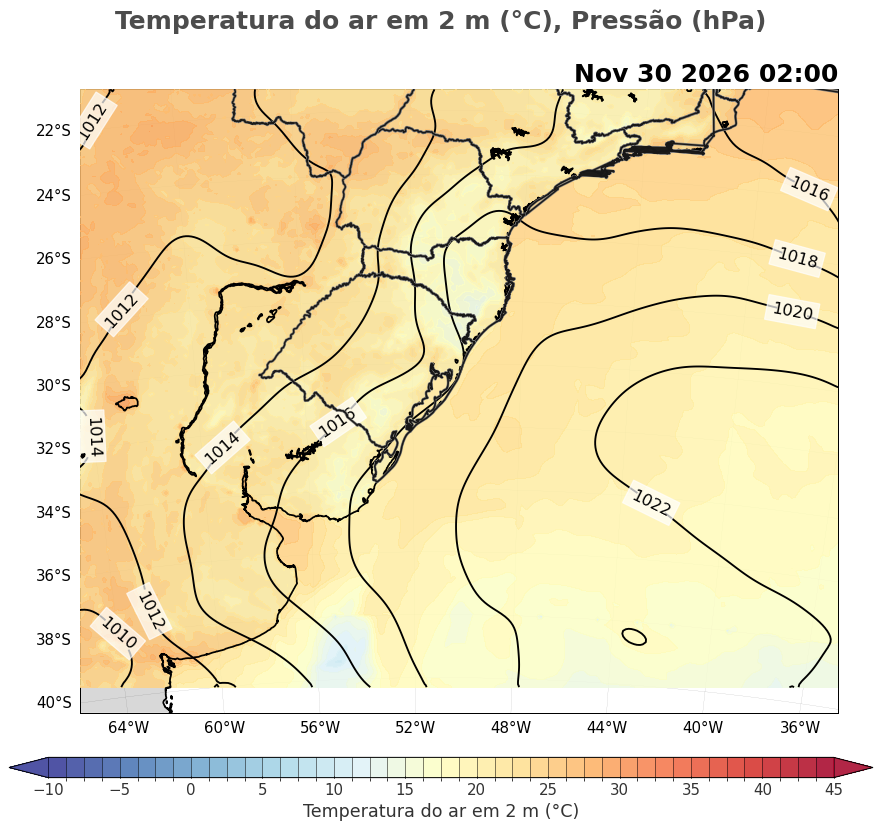 Temperatura do ar em 2 m (°C), Pressão (hPa)
Nov 30 2026 02:00
1012
22°S
1016
24°S
1018
26°S
1012
1020
28°S
30°S
1016
1014
1014
32°S
1022
34°S
36°S
1012
1010
38°S
40°S
64°W 60°W 56°W 52°W 48°W 44°W 40°W 36°W
−10 −5 0 5 10 15 20 25 30 35 40 45
Temperatura do ar em 2 m (°C)